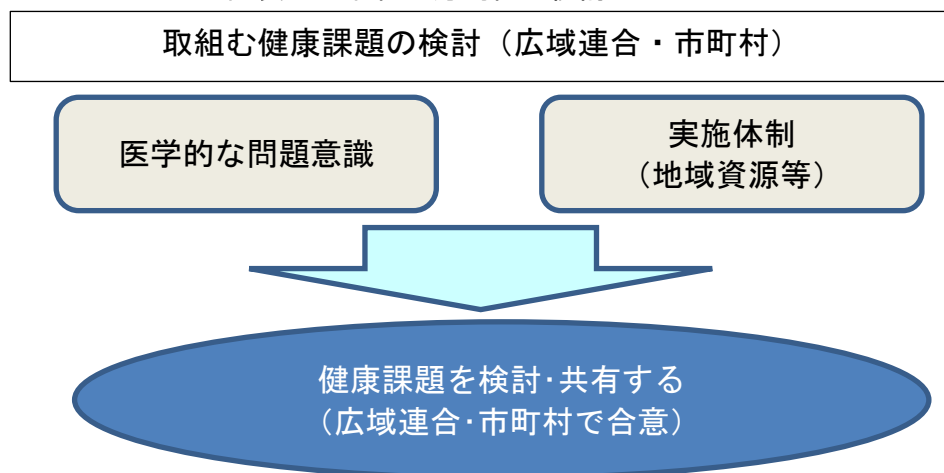 取組む健康課題の検討（広域連合・市町村）
医学的な問題意識
実施体制
（地域資源等）
健康課題を検討･共有する
（広域連合･市町村で合意）